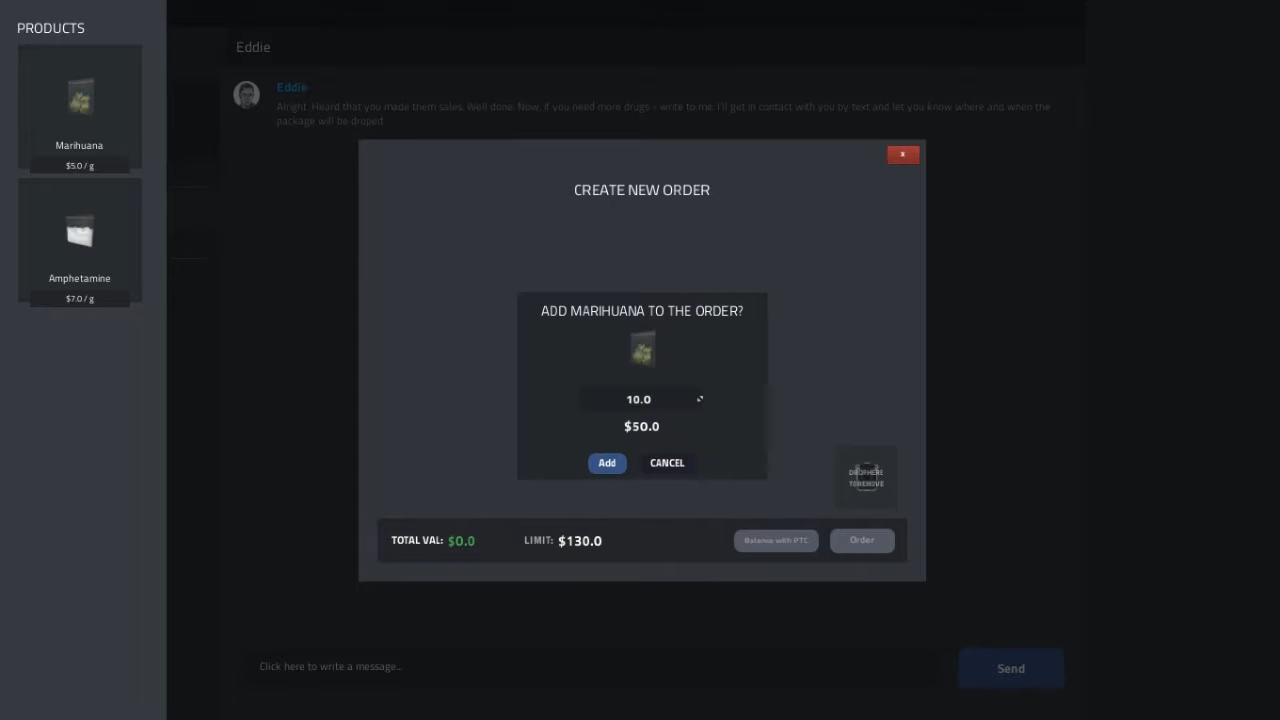 PRODUCTS
Marihuana
$5.0 / g
Amphetamine
$7.0 / g
Eddie
Eddie
Alright. Heard that you made them sales. Well done. Now, if you need more drugs - write to me. I'll get in contact with you by text and let you know where and when the
package will be droped.
x
CREATE NEW ORDER
ADD MARIHUANA TO THE ORDER?
10.0
$50.0
Add CANCEL
DROP HERE
TO REMOVE
TOTAL VAL: $0.0 LIMIT: $130.0 Balance with PTC Order
Click here to write a message...
Send